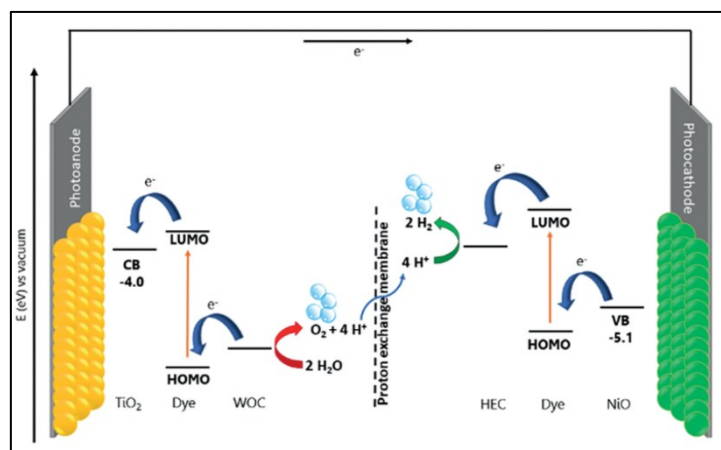 e-
E (eV) vs vacuum
Photoanode
Photocathode
e-
LUMO
CB
-4.0
e-
HOMO
O₂ + 4 H⁺
2 H₂O
TiO₂ Dye WOC
Proton exchange membrane
2 H₂
4 H⁺
e-
LUMO
e-
VB
-5.1
HOMO
HEC Dye NiO